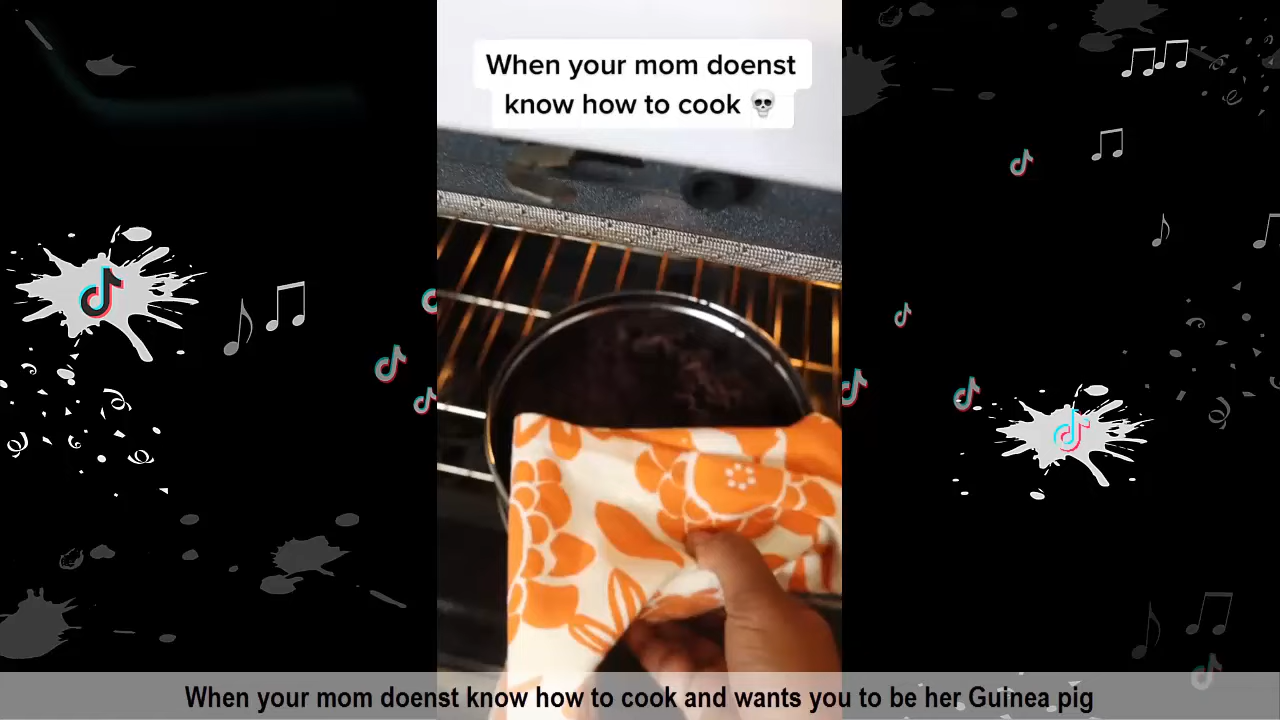 When your mom doenst
know how to cook 💀
When your mom doenst know how to cook and wants you to be her Guinea pig